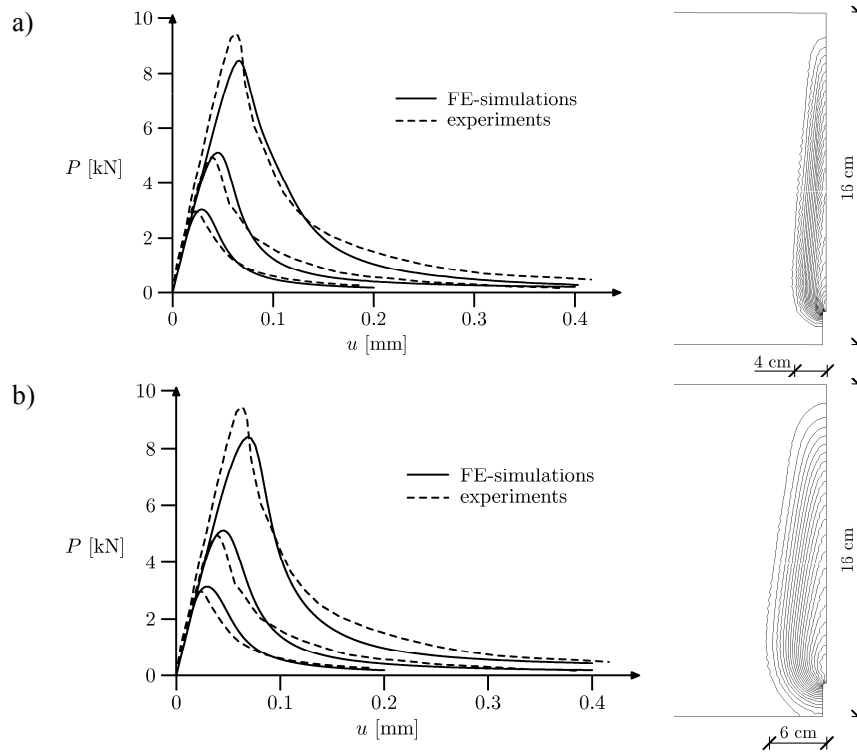 a)
10
8
6
4
2
0
P [kN]
FE-simulations
experiments
0
0.1
0.2
0.3
0.4
u [mm]
16 cm
4 cm
b)
10
8
6
4
2
0
P [kN]
FE-simulations
experiments
0
0.1
0.2
0.3
0.4
u [mm]
16 cm
6 cm